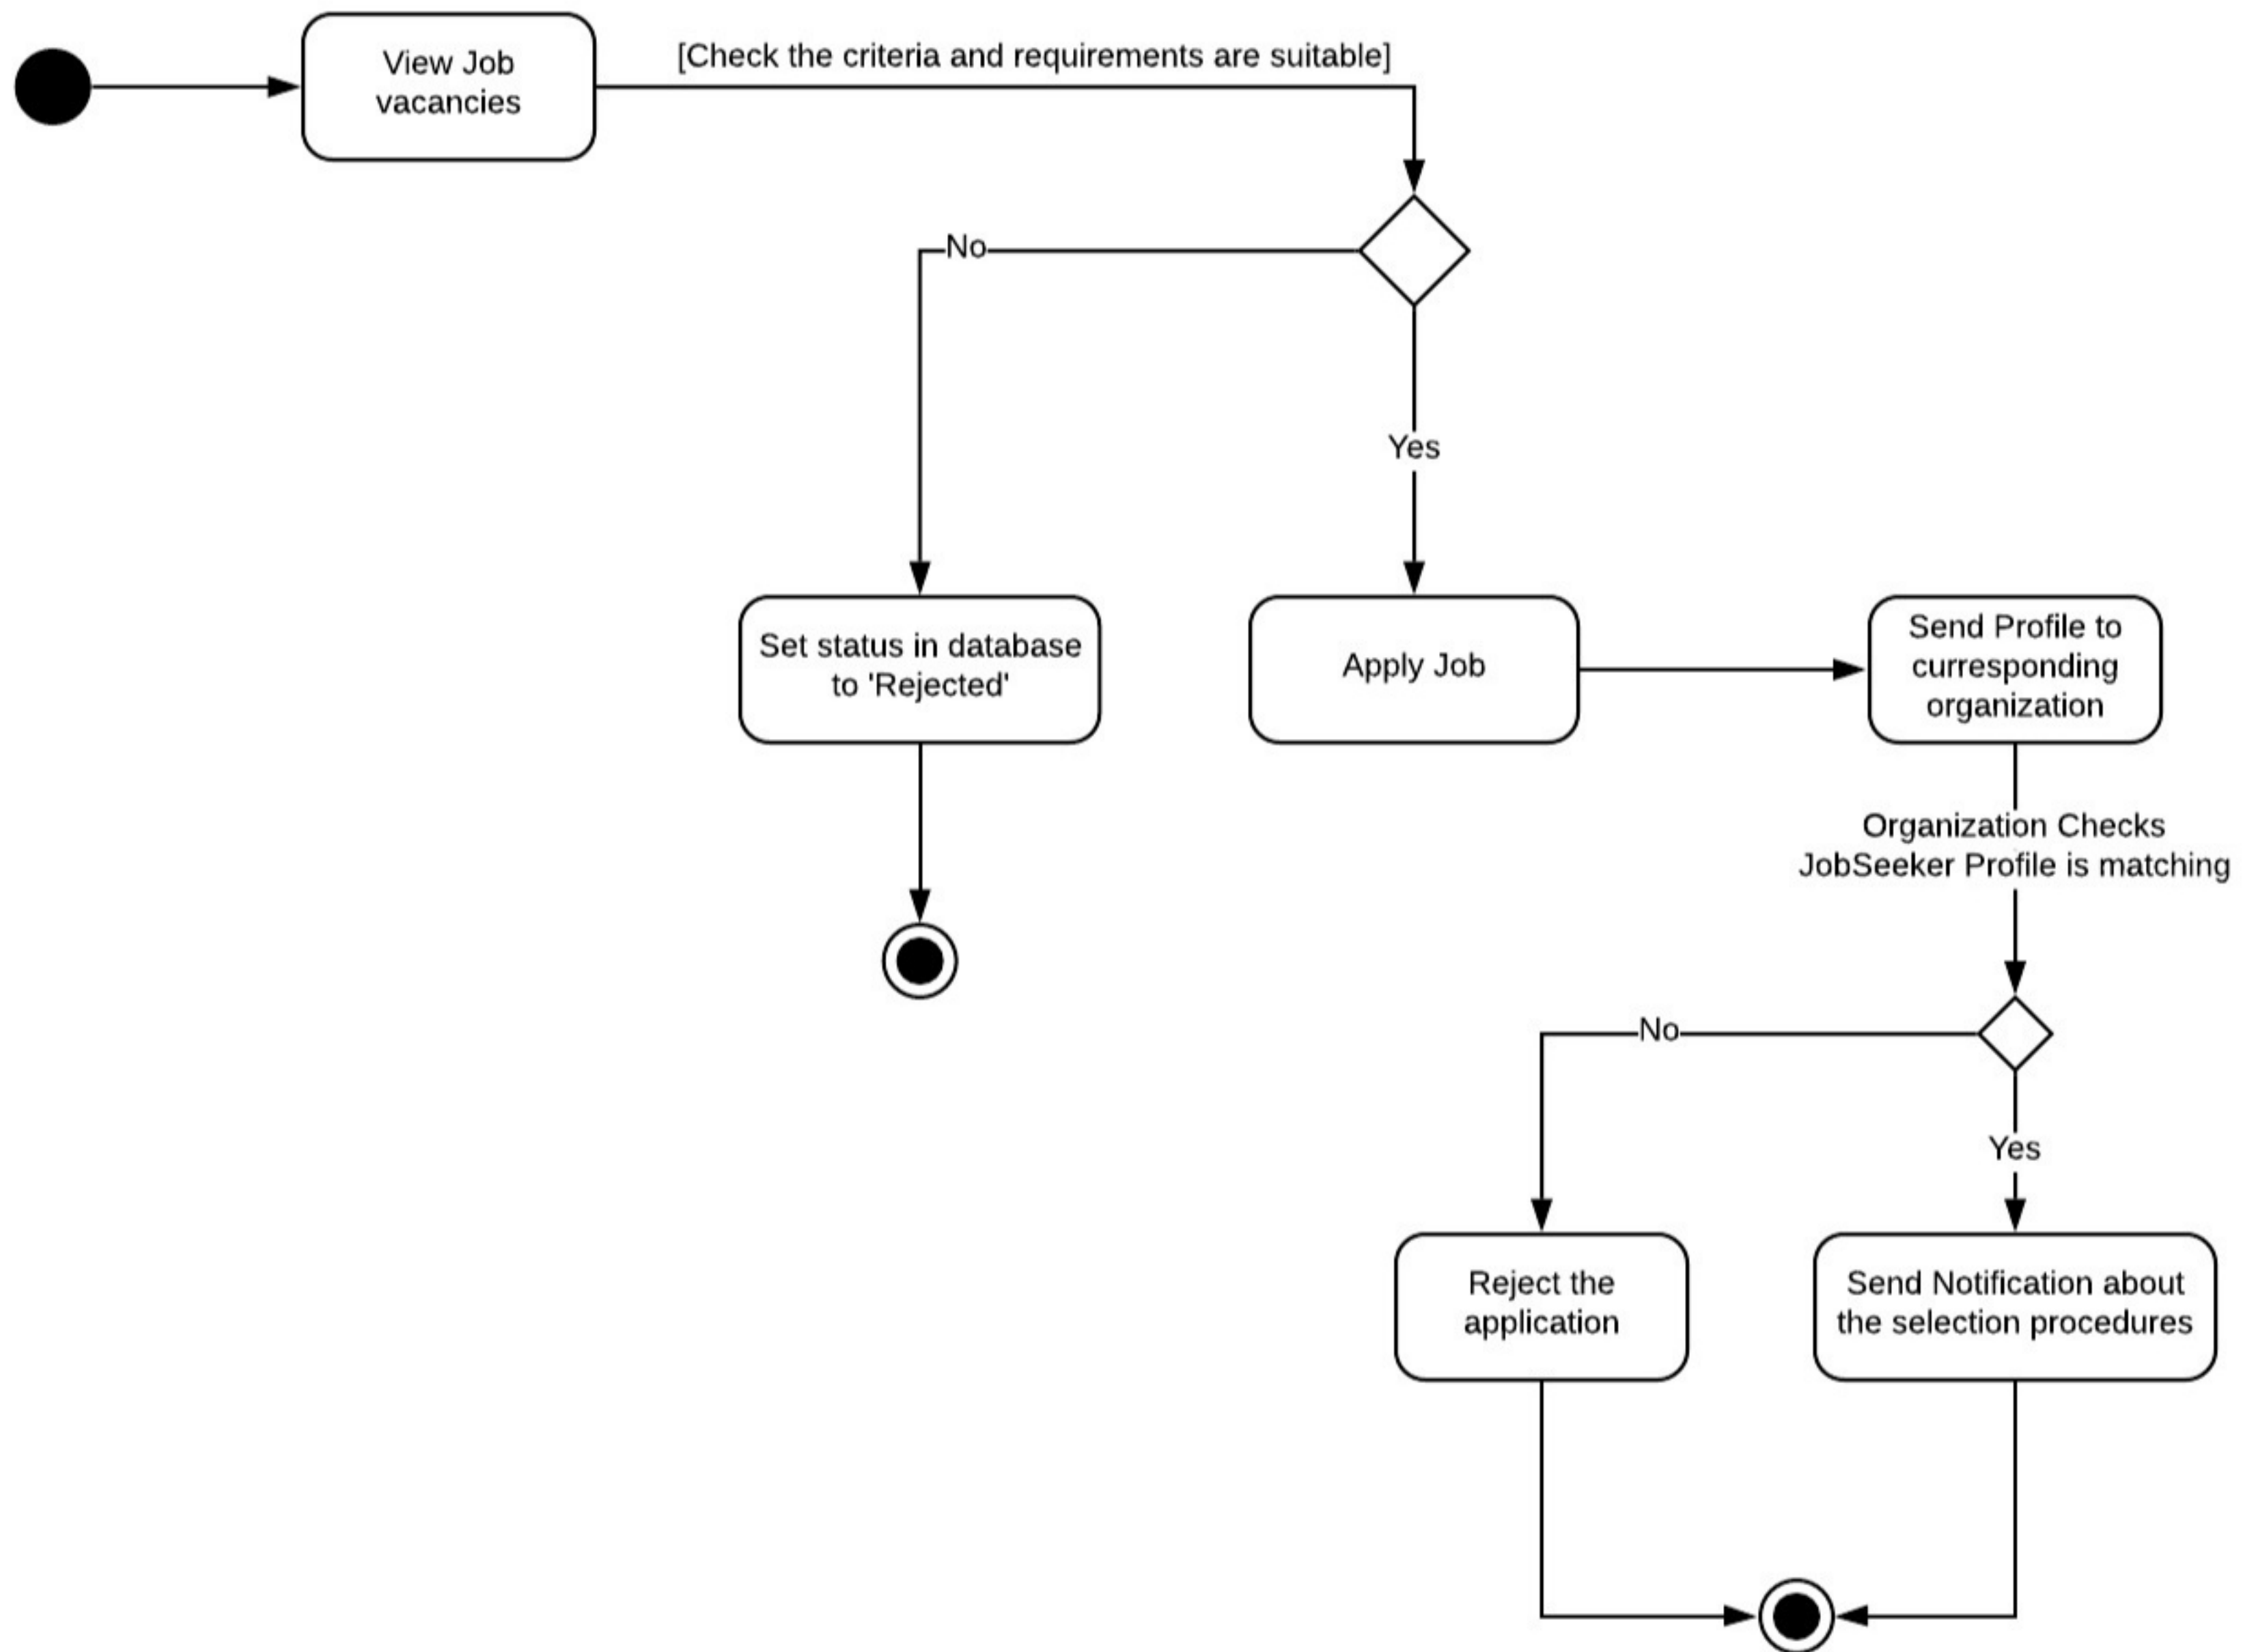 View Job
vacancies
[Check the criteria and requirements are suitable]
No
Yes
Set status in database
to 'Rejected'
Apply Job
Send Profile to
curresponding
organization
Organization Checks
JobSeeker Profile is matching
No
Yes
Reject the
application
Send Notification about
the selection procedures